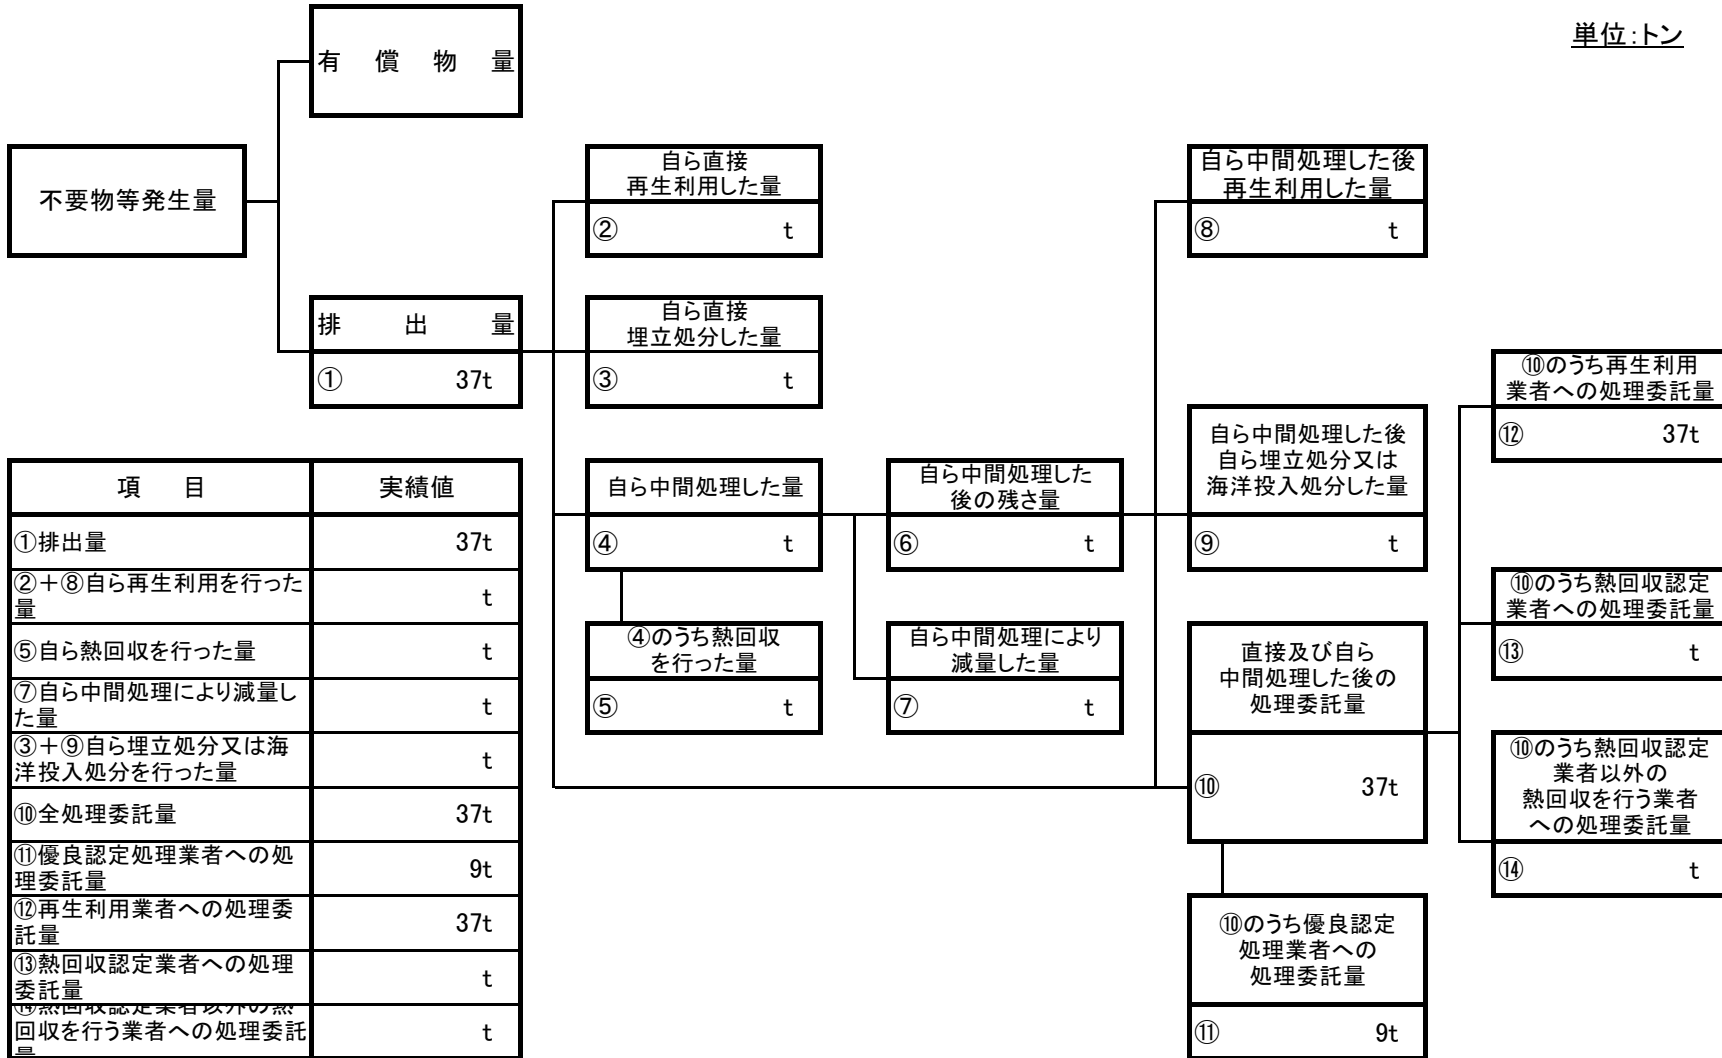 単位：トン
有償物量
不要物等発生量
排出量
① 37t
自ら直接
再生利用した量
② t
自ら直接
埋立処分した量
③ t
自ら中間処理した量
④ t
④のうち熱回収
を行った量
⑤ t
自ら中間処理した
後の残さ量
⑥ t
自ら中間処理により
減量した量
⑦ t
自ら中間処理した後
再生利用した量
⑧ t
自ら中間処理した後
自ら埋立処分又は
海洋投入処分した量
⑨ t
直接及び自ら
中間処理した後の
処理委託量
⑩ 37t
⑩のうち優良認定
処理業者への
処理委託量
⑪ 9t
⑩のうち再生利用
業者への処理委託量
⑫ 37t
⑩のうち熱回収認定
業者への処理委託量
⑬ t
⑩のうち熱回収認定
業者以外の
熱回収を行う業者
への処理委託量
⑭ t
項目 実績値
①排出量 37t
②＋⑧自ら再生利用を行った
量 t
⑤自ら熱回収を行った量 t
⑦自ら中間処理により減量し
た量 t
③＋⑨自ら埋立処分又は海
洋投入処分を行った量 t
⑩全処理委託量 37t
⑪優良認定処理業者への処
理委託量 9t
⑫再生利用業者への処理委
託量 37t
⑬熱回収認定業者への処理
委託量 t
⑭熱回収認定業者以外の熱
回収を行う業者への処理委託
量 t